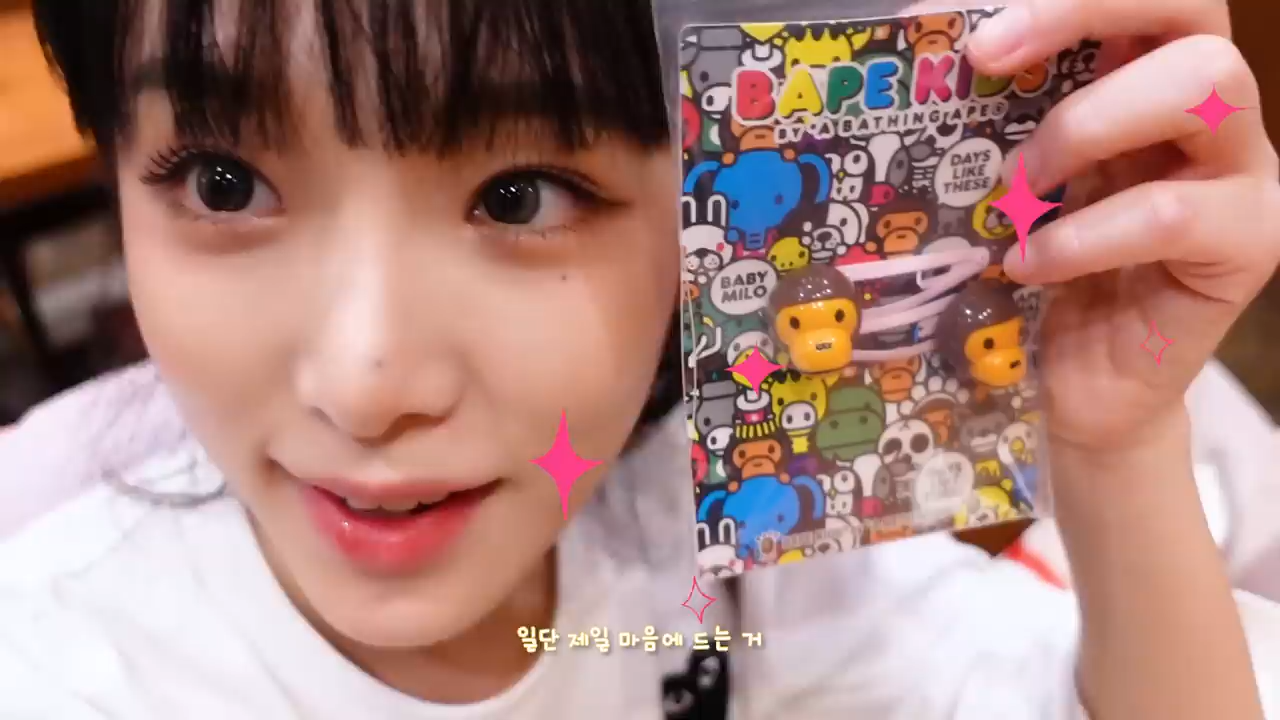 BAPE KIDS
BY A BATHING APE®
DAYS
LIKE
THESE
BABY
MILO
일단 제일 마음에 드는 거